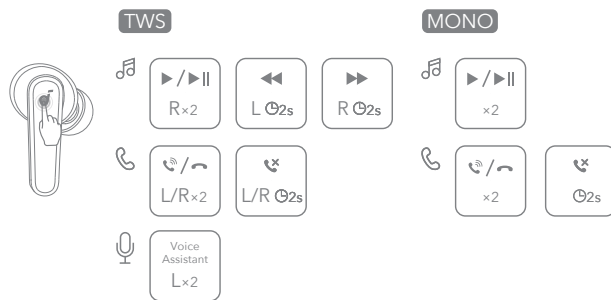 TWS
MONO
R×2
L 2s
R 2s
×2
L/R×2
L/R 2s
×2
2s
Voice
Assistant
L×2